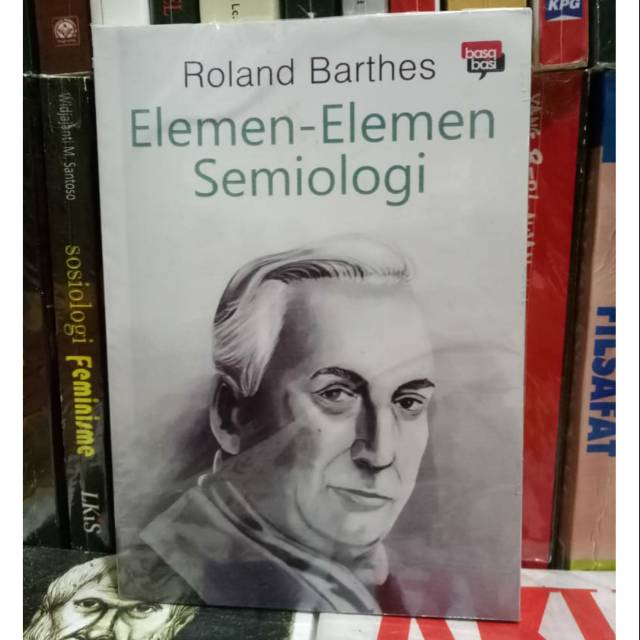 Roland Barthes
basa
basi
Elemen-Elemen
Semiologi
Widjajanti M. Santoso
sosiologi Feminisme
LKiS
KPG
FILSAFAT